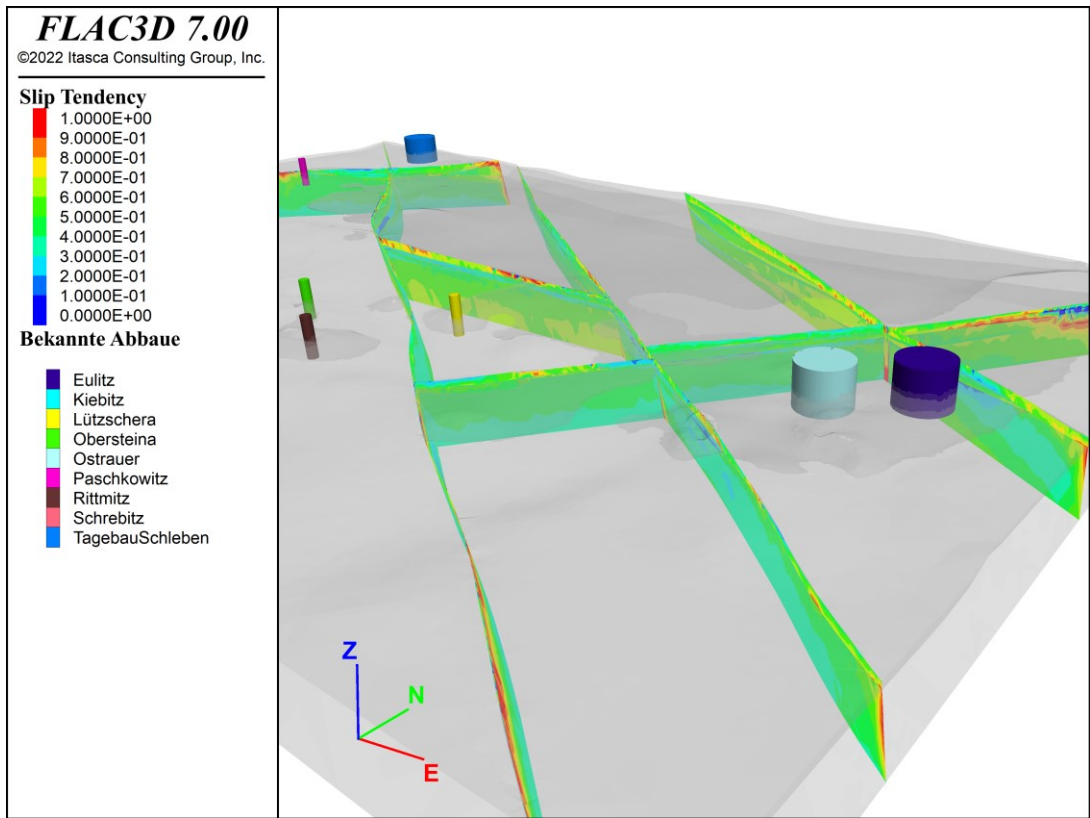 FLAC3D 7.00
©2022 Itasca Consulting Group, Inc.
Slip Tendency
1.0000E+00
9.0000E-01
8.0000E-01
7.0000E-01
6.0000E-01
5.0000E-01
4.0000E-01
3.0000E-01
2.0000E-01
1.0000E-01
0.0000E+00
Bekannte Abbaue
Eulitz
Kiebitz
Lützschera
Obersteina
Ostrauer
Paschkowitz
Rittmitz
Schrebitz
TagebauSchleben
Z
N
E